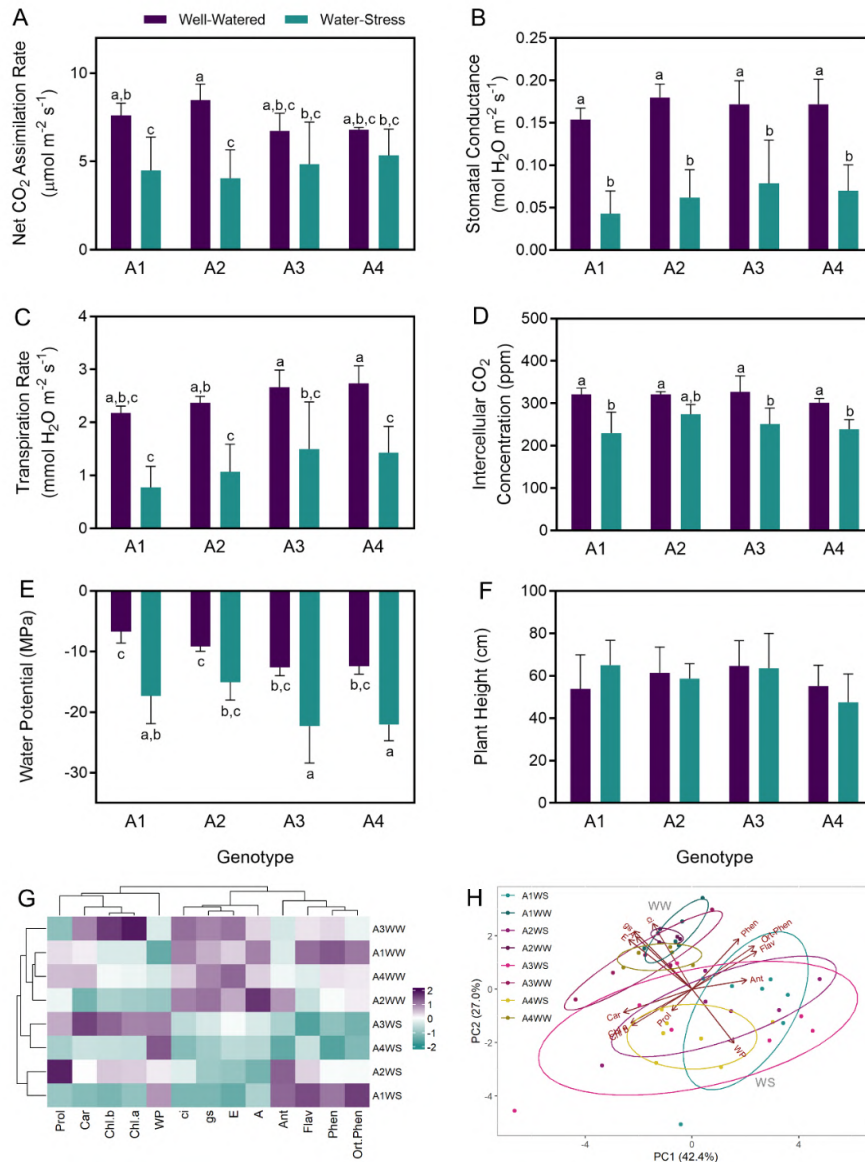 A
Well-Watered
Water-Stress
Net CO2 Assimilation Rate
(μmol m-2 s-1)
10
5
0
a,b
c
a
c
a,b,c
b,c
a,b,c
b,c
A1
A2
A3
A4
B
Stomatal Conductance
(mol H2O m-2 s-1)
0.25
0.20
0.15
0.10
0.05
0.00
a
b
a
b
a
b
a
b
A1
A2
A3
A4
C
Transpiration Rate
(mmol H2O m-2 s-1)
4
3
2
1
0
a,b,c
c
a,b
c
a
b,c
a
c
A1
A2
A3
A4
D
Intercellular CO2
Concentration (ppm)
500
400
300
200
100
0
a
b
a
a,b
a
b
a
b
A1
A2
A3
A4
E
Water Potential (MPa)
0
-10
-20
-30
c
a,b
c
b,c
b,c
a
b,c
a
A1
A2
A3
A4
Genotype
F
Plant Height (cm)
100
80
60
40
20
0
A1
A2
A3
A4
Genotype
G
A3WW
A1WW
A4WW
A2WW
A3WS
A4WS
A2WS
A1WS
2
1
0
-1
-2
Prol
Car
Chl.b
Chl.a
WP
ci
gs
E
A
Ant
Flav
Phen
Ort.Phen
H
A1WS
A1WW
A2WS
A2WW
A3WS
A3WW
A4WS
A4WW
WW
WS
gs
Phen
Ort.Phen
Flav
Ant
Car
Prol
WP
PC2 (27.0%)
2
0
-2
-4
-4
0
4
PC1 (42.4%)